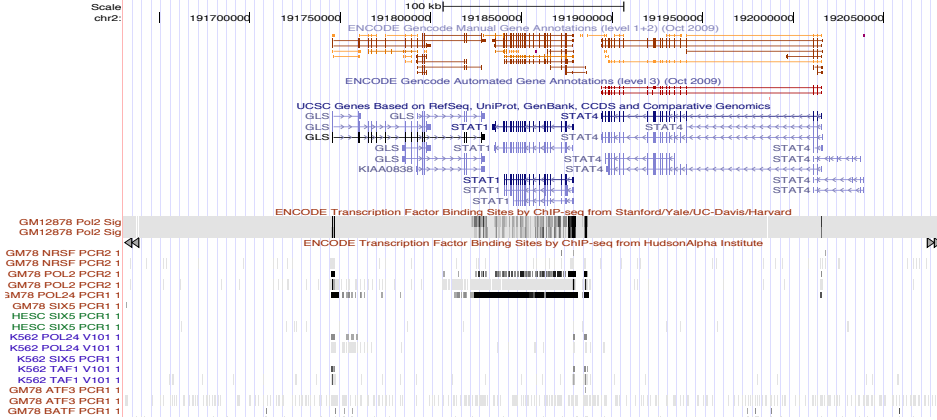 Scale 100 kb
chr2: 191700000 191750000 191800000 191850000 191900000 191950000 192000000 192050000
ENCODE Gencode Manual Gene Annotations (level 1+2) (Oct 2009)
ENCODE Gencode Automated Gene Annotations (level 3) (Oct 2009)
UCSC Genes Based on RefSeq, UniProt, GenBank, CCDS and Comparative Genomics
GLS GLS STAT4
GLS STAT1 STAT4
GLS STAT4
GLS STAT1 STAT4
GLS STAT4 STAT4
KIAA0838 STAT4
STAT1 STAT4
STAT1 STAT4
STAT1
ENCODE Transcription Factor Binding Sites by ChIP-seq from Stanford/Yale/UC-Davis/Harvard
GM12878 Pol2 Sig
GM12878 Pol2 Sig
ENCODE Transcription Factor Binding Sites by ChIP-seq from HudsonAlpha Institute
GM78 NRSF PCR2 1
GM78 NRSF PCR2 1
GM78 POL2 PCR2 1
GM78 POL2 PCR2 1
GM78 POL24 PCR1 1
GM78 SIX5 PCR1 1
HESC SIX5 PCR1 1
HESC SIX5 PCR1 1
K562 POL24 V101 1
K562 POL24 V101 1
K562 SIX5 PCR1 1
K562 TAF1 V101 1
K562 TAF1 V101 1
GM78 ATF3 PCR1 1
GM78 ATF3 PCR1 1
GM78 BATF PCR1 1